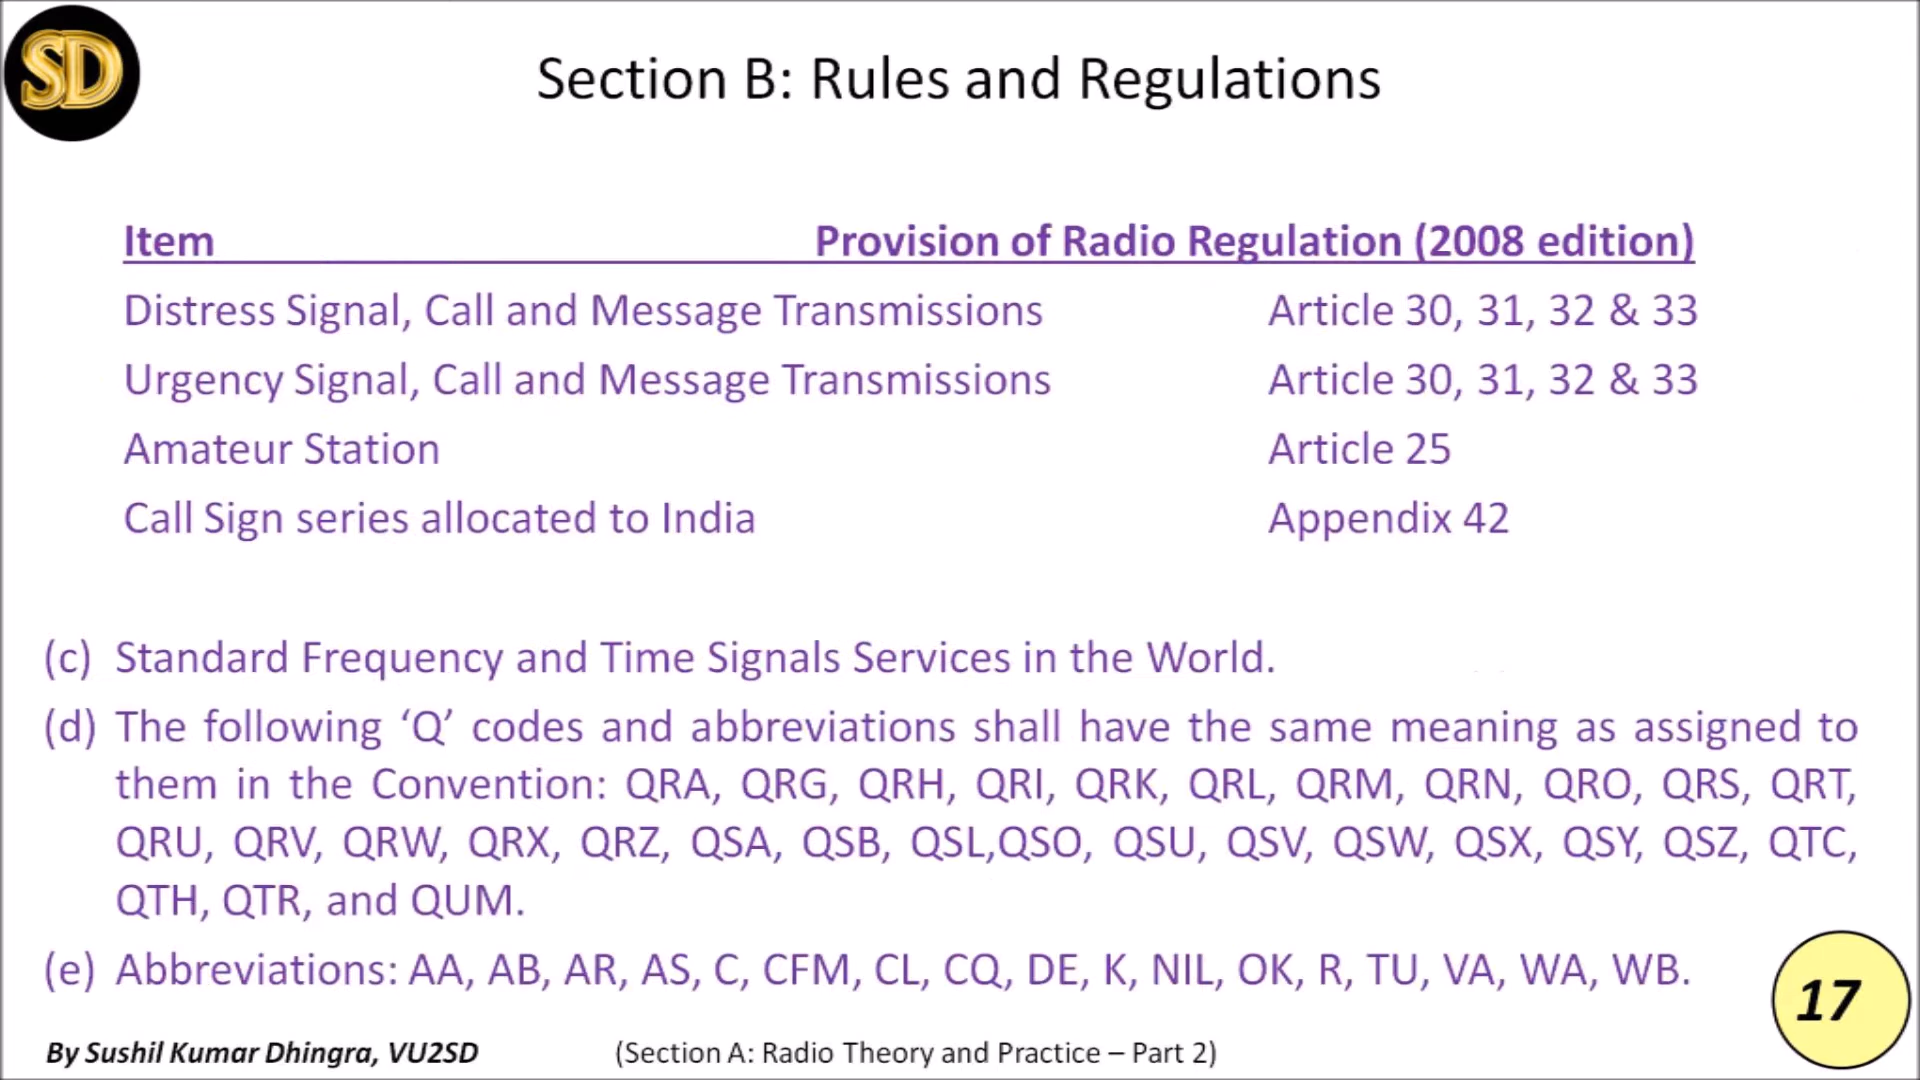 SD
Section B: Rules and Regulations
Item Provision of Radio Regulation (2008 edition)
Distress Signal, Call and Message Transmissions Article 30, 31, 32 & 33
Urgency Signal, Call and Message Transmissions Article 30, 31, 32 & 33
Amateur Station Article 25
Call Sign series allocated to India Appendix 42
(c) Standard Frequency and Time Signals Services in the World.
(d) The following ‘Q’ codes and abbreviations shall have the same meaning as assigned to
them in the Convention: QRA, QRG, QRH, QRI, QRK, QRL, QRM, QRN, QRO, QRS, QRT,
QRU, QRV, QRW, QRX, QRZ, QSA, QSB, QSL,QSO, QSU, QSV, QSW, QSX, QSY, QSZ, QTC,
QTH, QTR, and QUM.
(e) Abbreviations: AA, AB, AR, AS, C, CFM, CL, CQ, DE, K, NIL, OK, R, TU, VA, WA, WB.
17
By Sushil Kumar Dhingra, VU2SD (Section A: Radio Theory and Practice – Part 2)